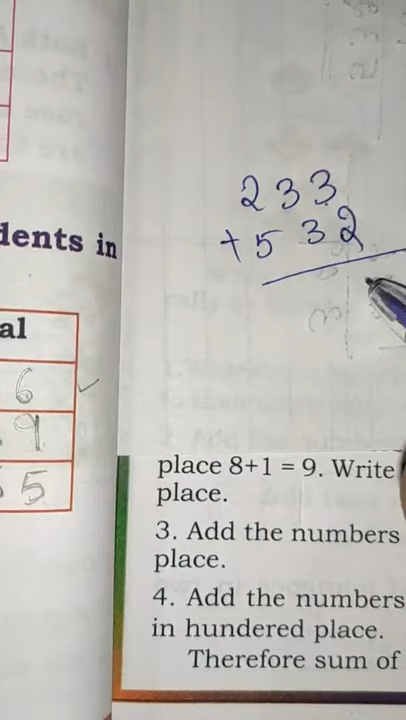 233
+ 532
dents in
al
6
9
5
place 8+1 = 9. Write
place.
3. Add the numbers
place.
4. Add the numbers
in hundered place.
Therefore sum of